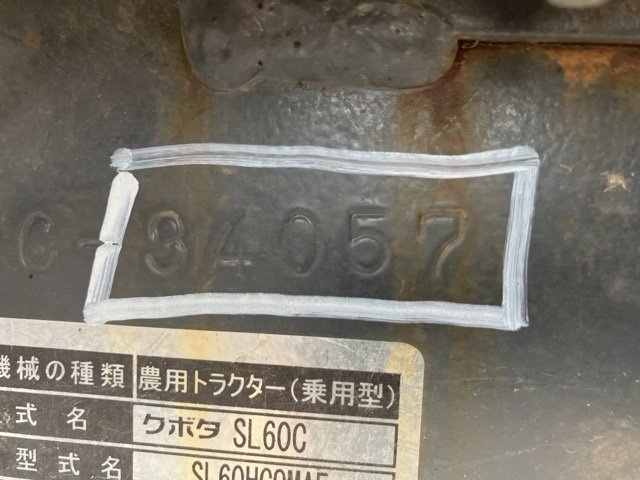 C-34057
機械の種類 農用トラクター(乗用型)
式 名 クボタ SL60C
型式名